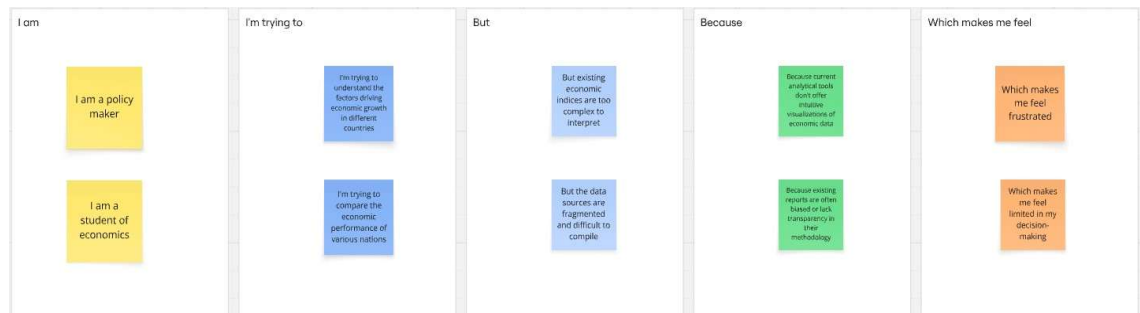 I am
I'm trying to
But
Because
Which makes me feel
I am a policy
maker
I'm trying to
understand the
factors driving
economic growth
in different
countries
But existing
economic
indices are too
complex to
interpret
Because current
analytical tools
don't offer
intuitive
visualizations of
economic data
Which makes
me feel
frustrated
I am a
student of
economics
I'm trying to
compare the
economic
performance of
various nations
But the data
sources are
fragmented
and difficult to
compile
Because existing
reports are often
biased or lack
transparency in
their
methodology
Which makes
me feel
limited in my
decision-
making